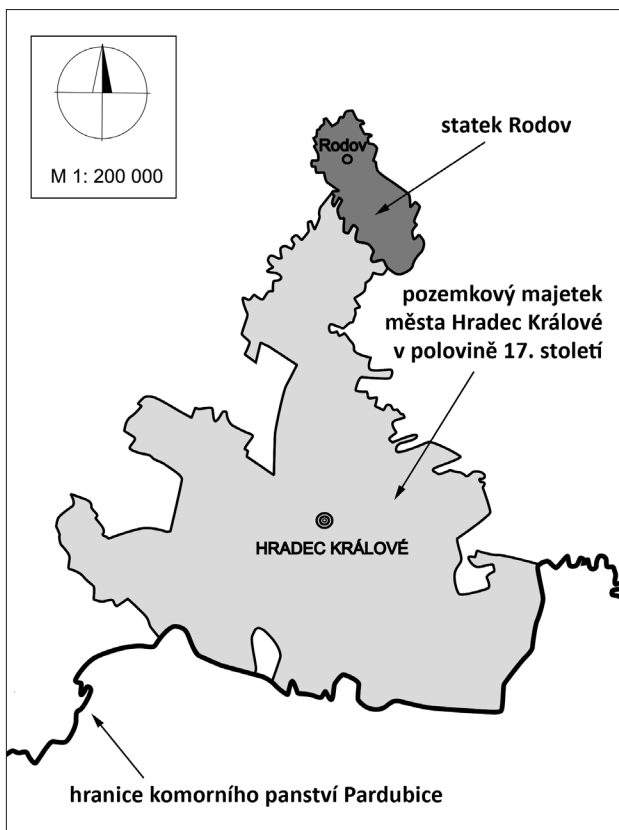 M 1: 200 000
statek Rodov
Rodov
pozemkový majetek
města Hradec Králové
v polovině 17. století
HRADEC KRÁLOVÉ
hranice komorního panství Pardubice